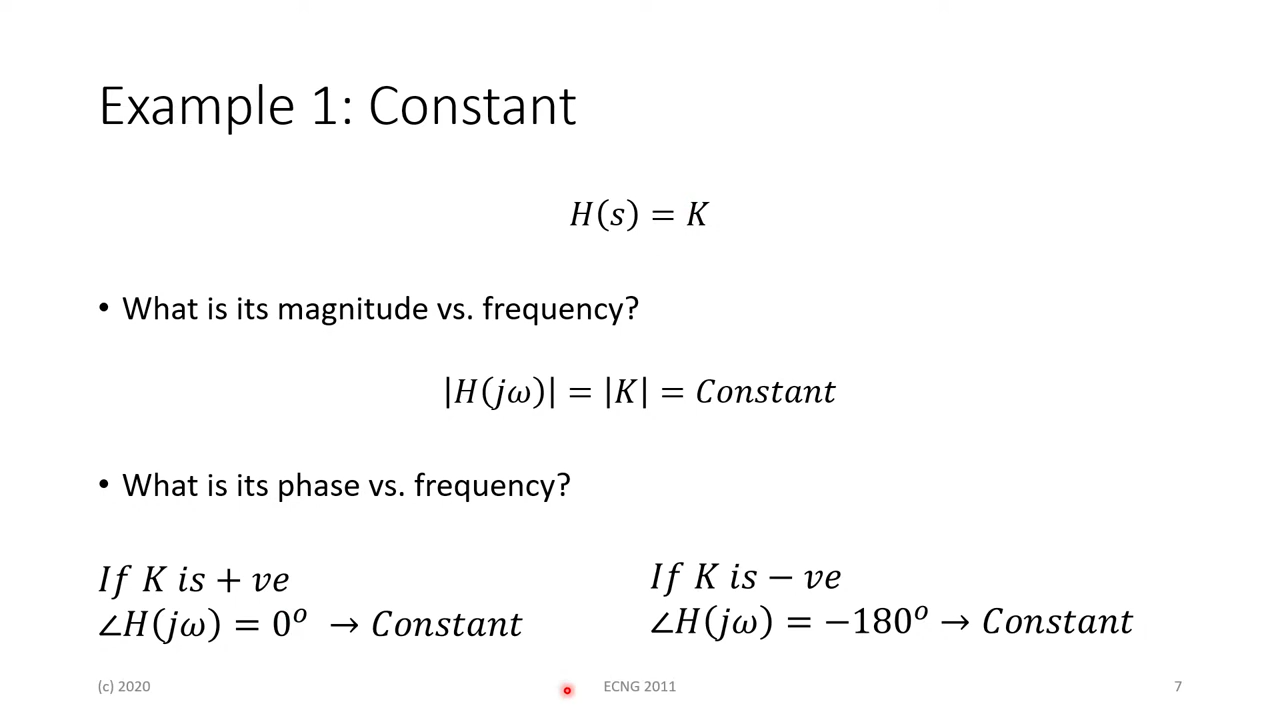 Example 1: Constant
H(s) = K
• What is its magnitude vs. frequency?
|H(jω)| = |K| = Constant
• What is its phase vs. frequency?
If K is + ve
∠H(jω) = 0° → Constant
If K is − ve
∠H(jω) = −180° → Constant
(c) 2020
ECNG 2011
7